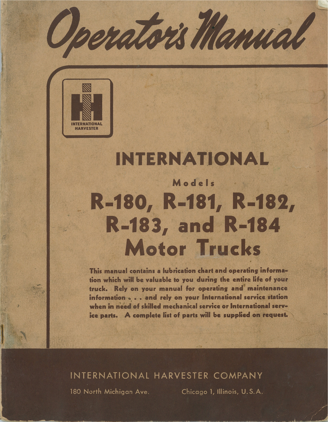 Operator's Manual
INTERNATIONAL
HARVESTER
INTERNATIONAL
Models
R-180, R-181, R-182,
R-183, and R-184
Motor Trucks
This manual contains a lubrication chart and operating informa-
tion which will be valuable to you during the entire life of your
truck. Rely on your manual for operating and maintenance
information . . . and rely on your International service station
when in need of skilled mechanical service or International serv-
ice parts. A complete list of parts will be supplied on request.
INTERNATIONAL HARVESTER COMPANY
180 North Michigan Ave. Chicago 1, Illinois, U.S.A.